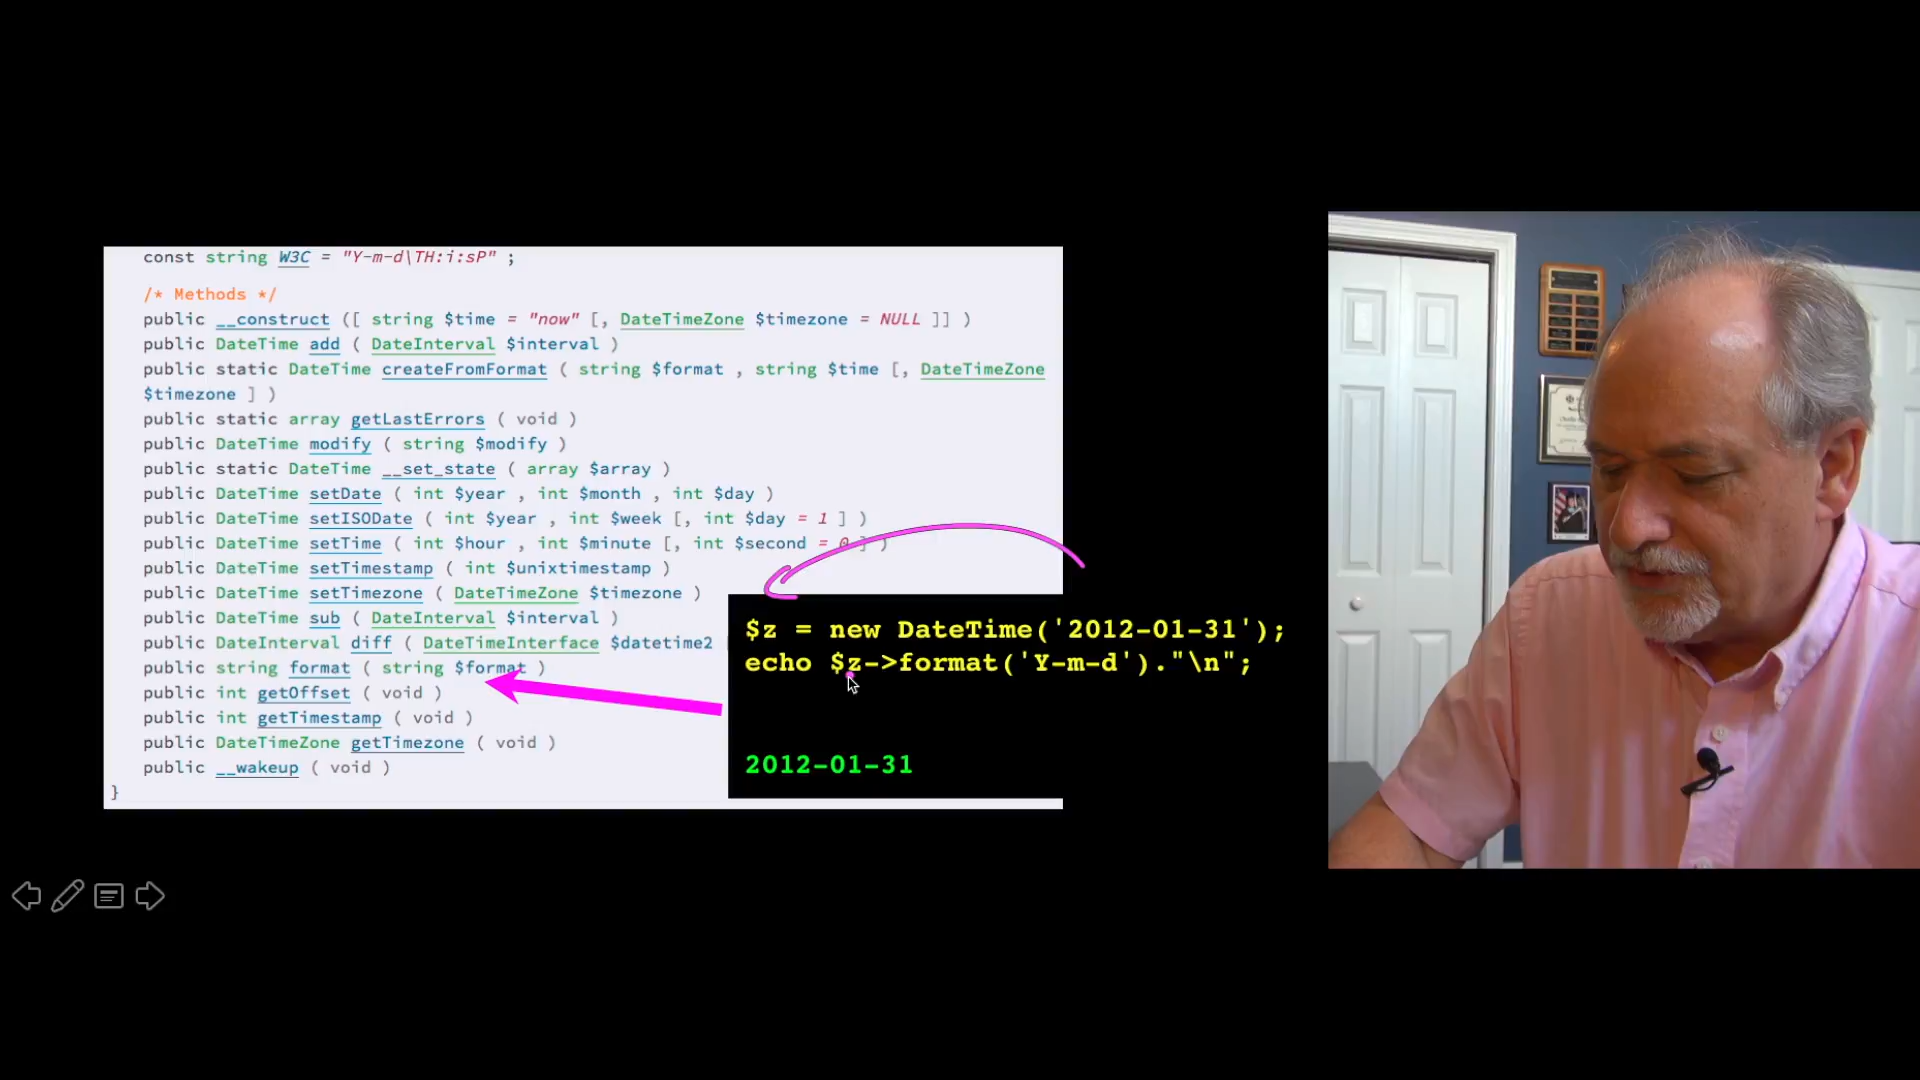 const string W3C = "Y-m-d\TH:i:sP" ;
/* Methods */
public __construct ([ string $time = "now" [, DateTimeZone $timezone = NULL ]] )
public DateTime add ( DateInterval $interval )
public static DateTime createFromFormat ( string $format , string $time [, DateTimeZone
$timezone ] )
public static array getLastErrors ( void )
public DateTime modify ( string $modify )
public static DateTime __set_state ( array $array )
public DateTime setDate ( int $year , int $month , int $day )
public DateTime setISODate ( int $year , int $week [, int $day = 1 ] )
public DateTime setTime ( int $hour , int $minute [, int $second = 0 ] )
public DateTime setTimestamp ( int $unixtimestamp )
public DateTime setTimezone ( DateTimeZone $timezone )
public DateTime sub ( DateInterval $interval )
public DateInterval diff ( DateTimeInterface $datetime2
public string format ( string $format )
public int getOffset ( void )
public int getTimestamp ( void )
public DateTimeZone getTimezone ( void )
public __wakeup ( void )
}
$z = new DateTime('2012-01-31');
echo $z->format('Y-m-d')."\n";
2012-01-31